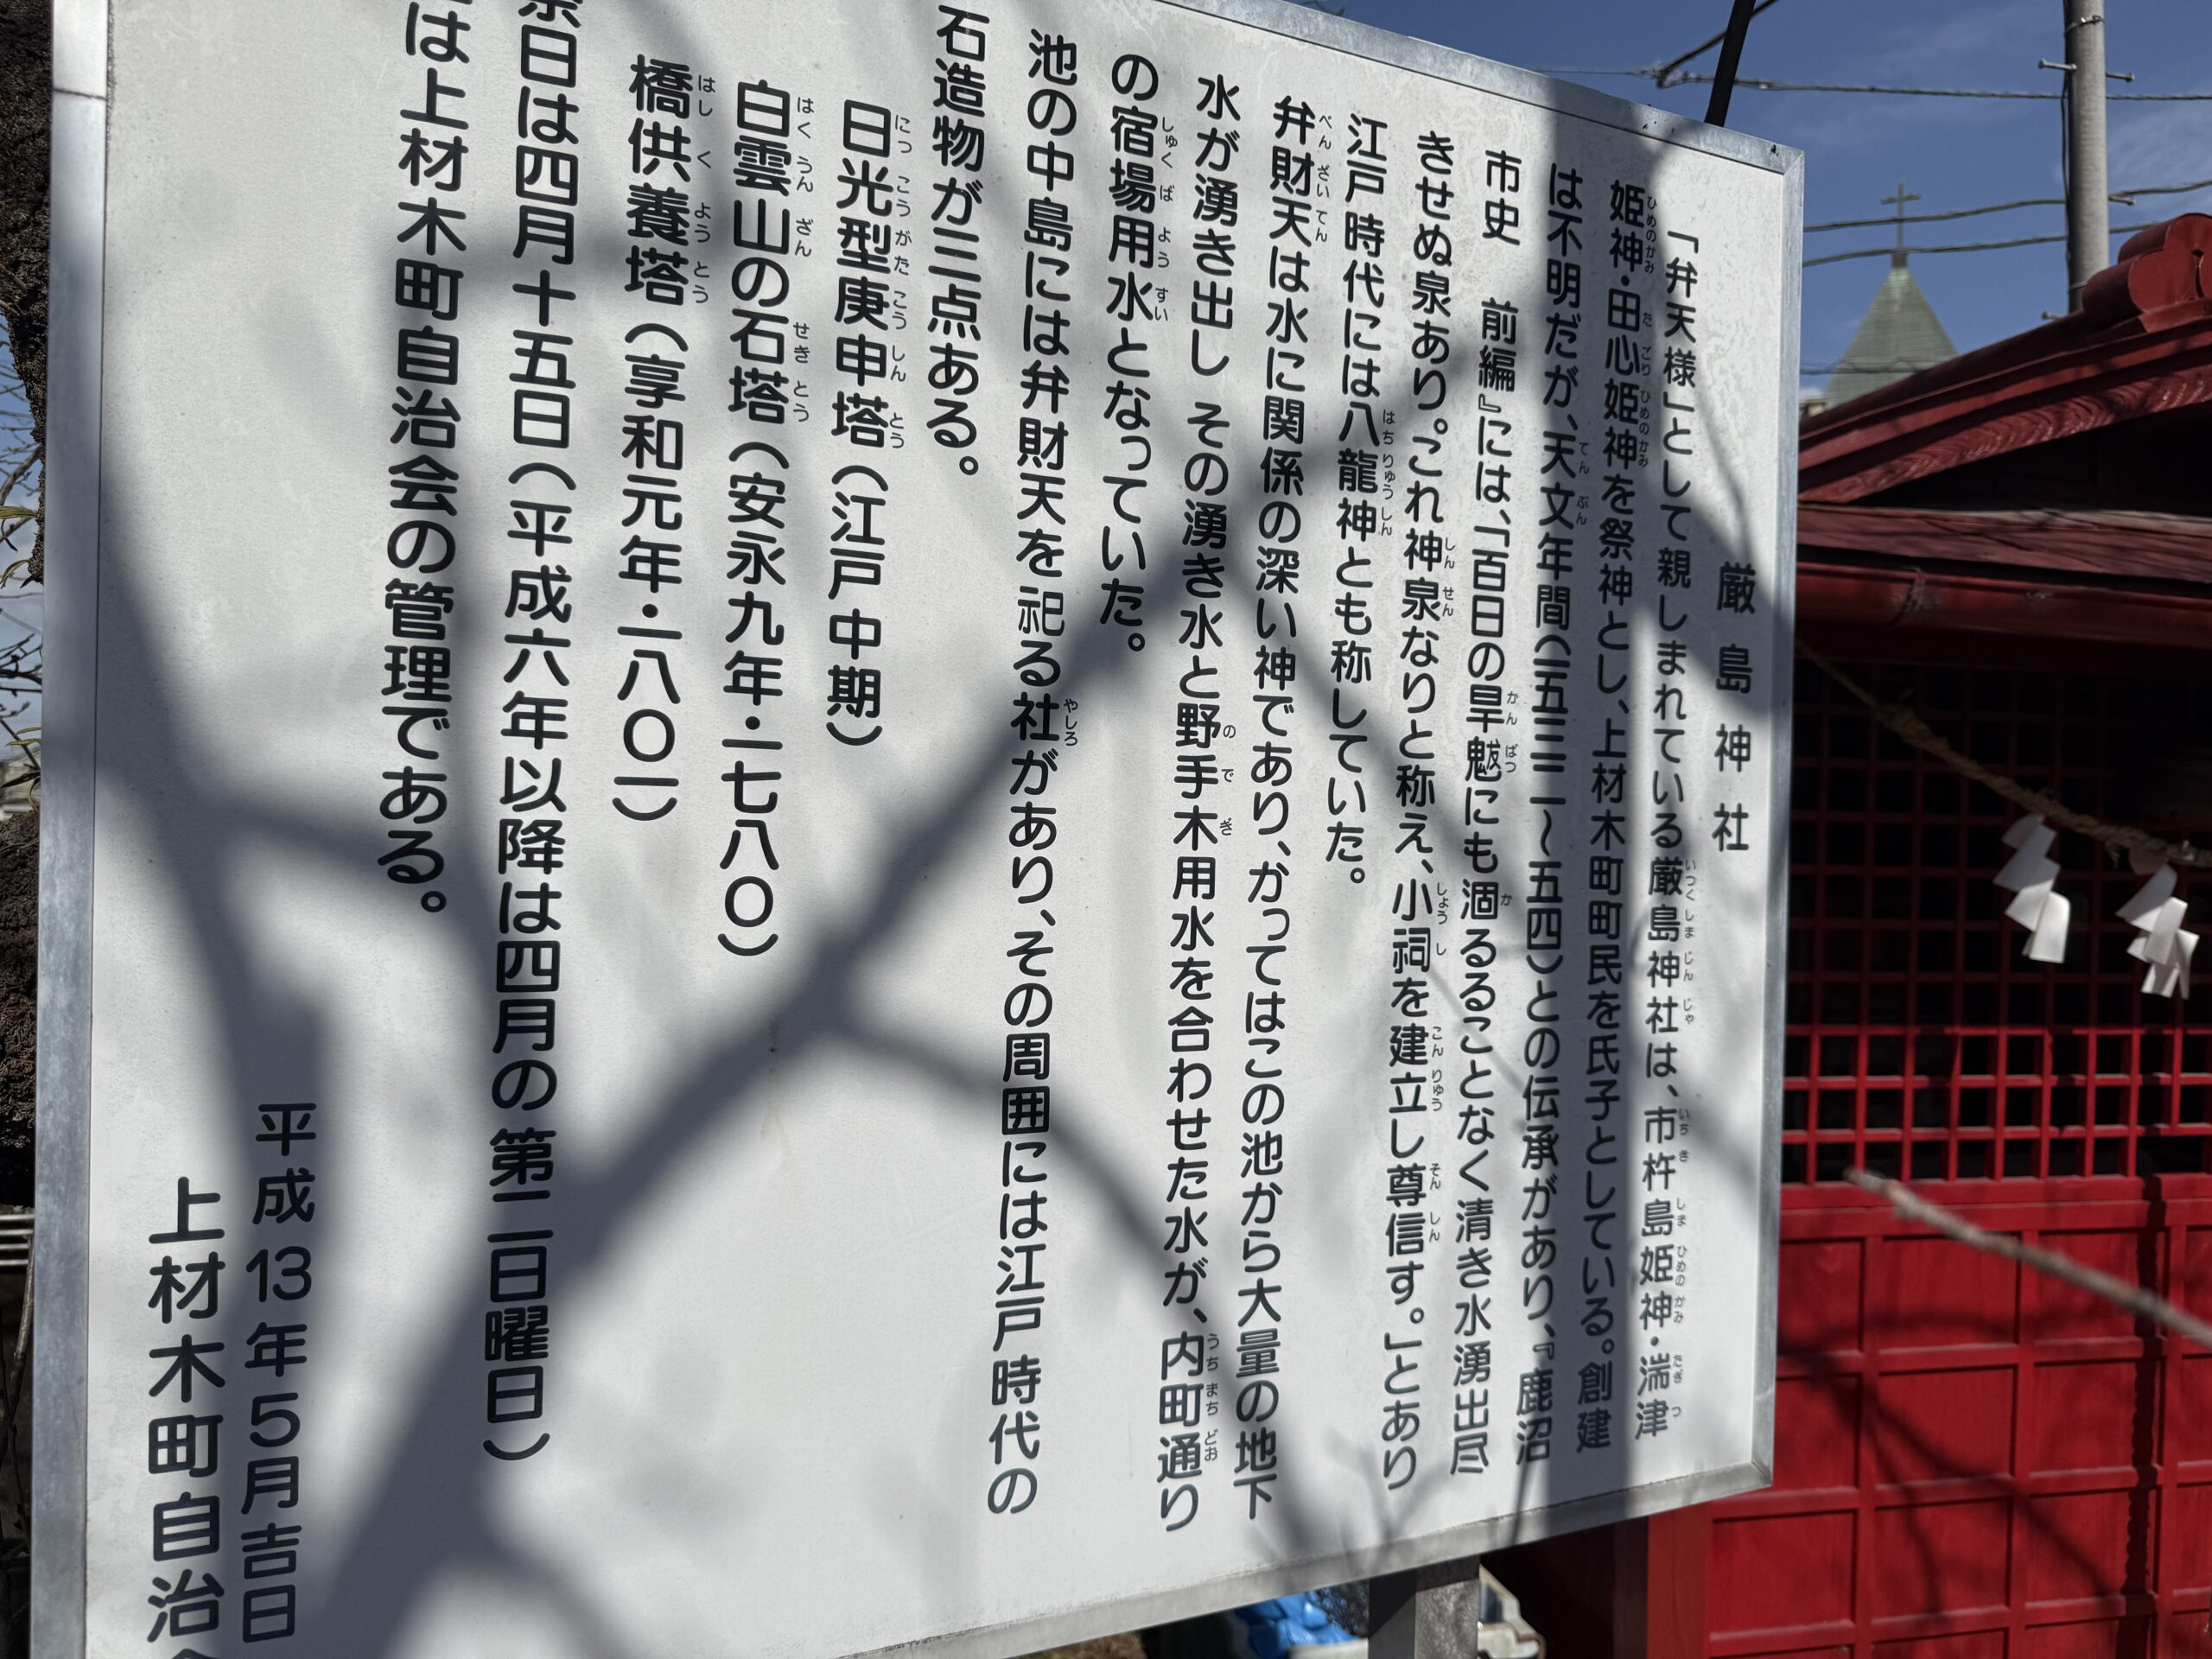 厳島神社
「弁天様」として親しまれている厳島神社は、市杵島姫神・湍津
姫神・田心姫神を祭神とし、上材木町町民を氏子としている。創建
は不明だが、天文年間(一五三二〜一五四)との伝承があり、『鹿沼
市史 前編』には、「百日の旱魃にも涸るることなく清き水湧出尽
きせぬ泉あり。これ神泉なりと称え、小祠を建立し尊信す。」とあり
江戸時代には八龍神とも称していた。
弁財天は水に関係の深い神であり、かってはこの池から大量の地下
水が湧き出し その湧き水と野手木用水を合わせた水が、内町通り
の宿場用水となっていた。
池の中島には弁財天を祀る社があり、その周囲には江戸時代の
石造物が三点ある。
日光型庚申塔(江戸中期)
白雲山の石塔(安永九年・一七八〇)
橋供養塔(享和元年・一八〇一)
祭日は四月十五日(平成六年以降は四月の第二日曜日)
は上材木町自治会の管理である。
平成13年5月吉日
上材木町自治